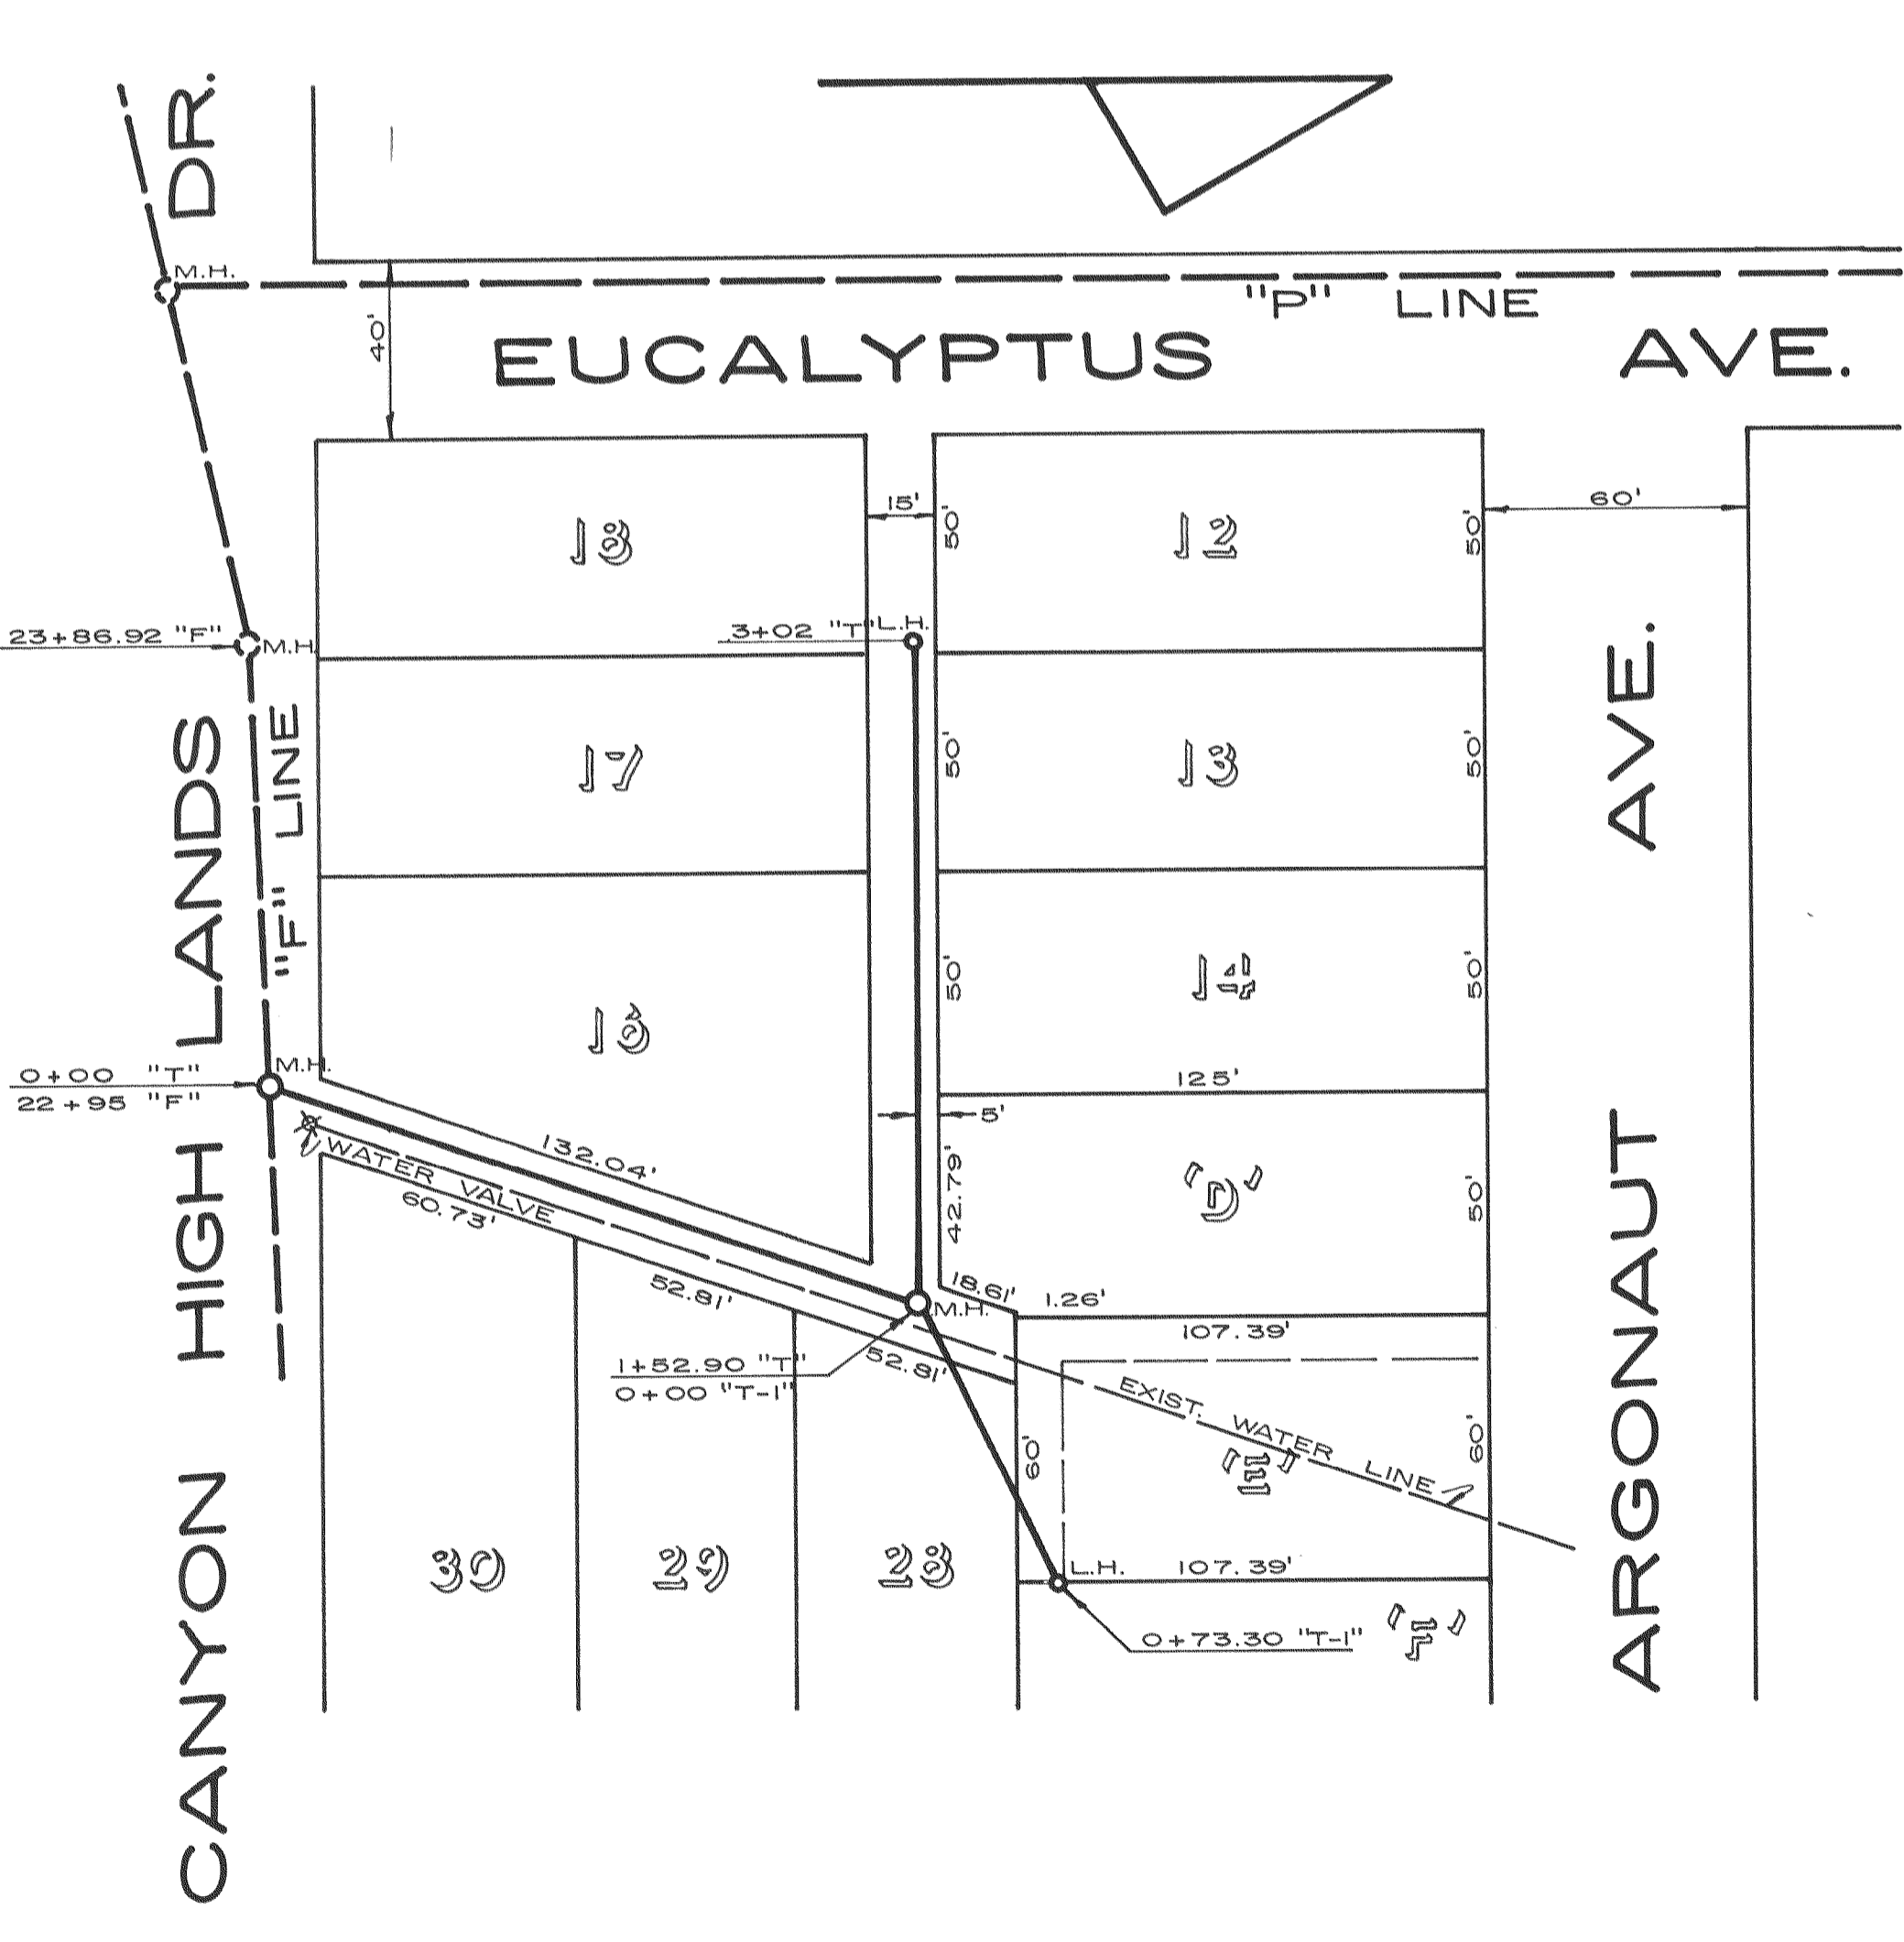 CANYON HIGH LANDS DR.
M.H.
"P" LINE
40'
EUCALYPTUS AVE.
18
15'
50'
12
50'
60'
23+86.92 "F"
M.H.
3+02 "T"
L.H.
"F" LINE
17
50'
13
50'
ARGONAUT AVE.
16
50'
14
50'
0+00 "T"
22+95 "F"
M.H.
125'
5'
132.04'
WATER VALVE
60.73'
42.79'
'D'
50'
52.81'
18.61'
1.26'
M.H.
107.39'
1+52.90 "T"
0+00 "T-1"
52.81'
EXIST. WATER LINE
60'
'E'
60'
30
29
28
L.H.
107.39'
0+73.30 "T-1"
'F'